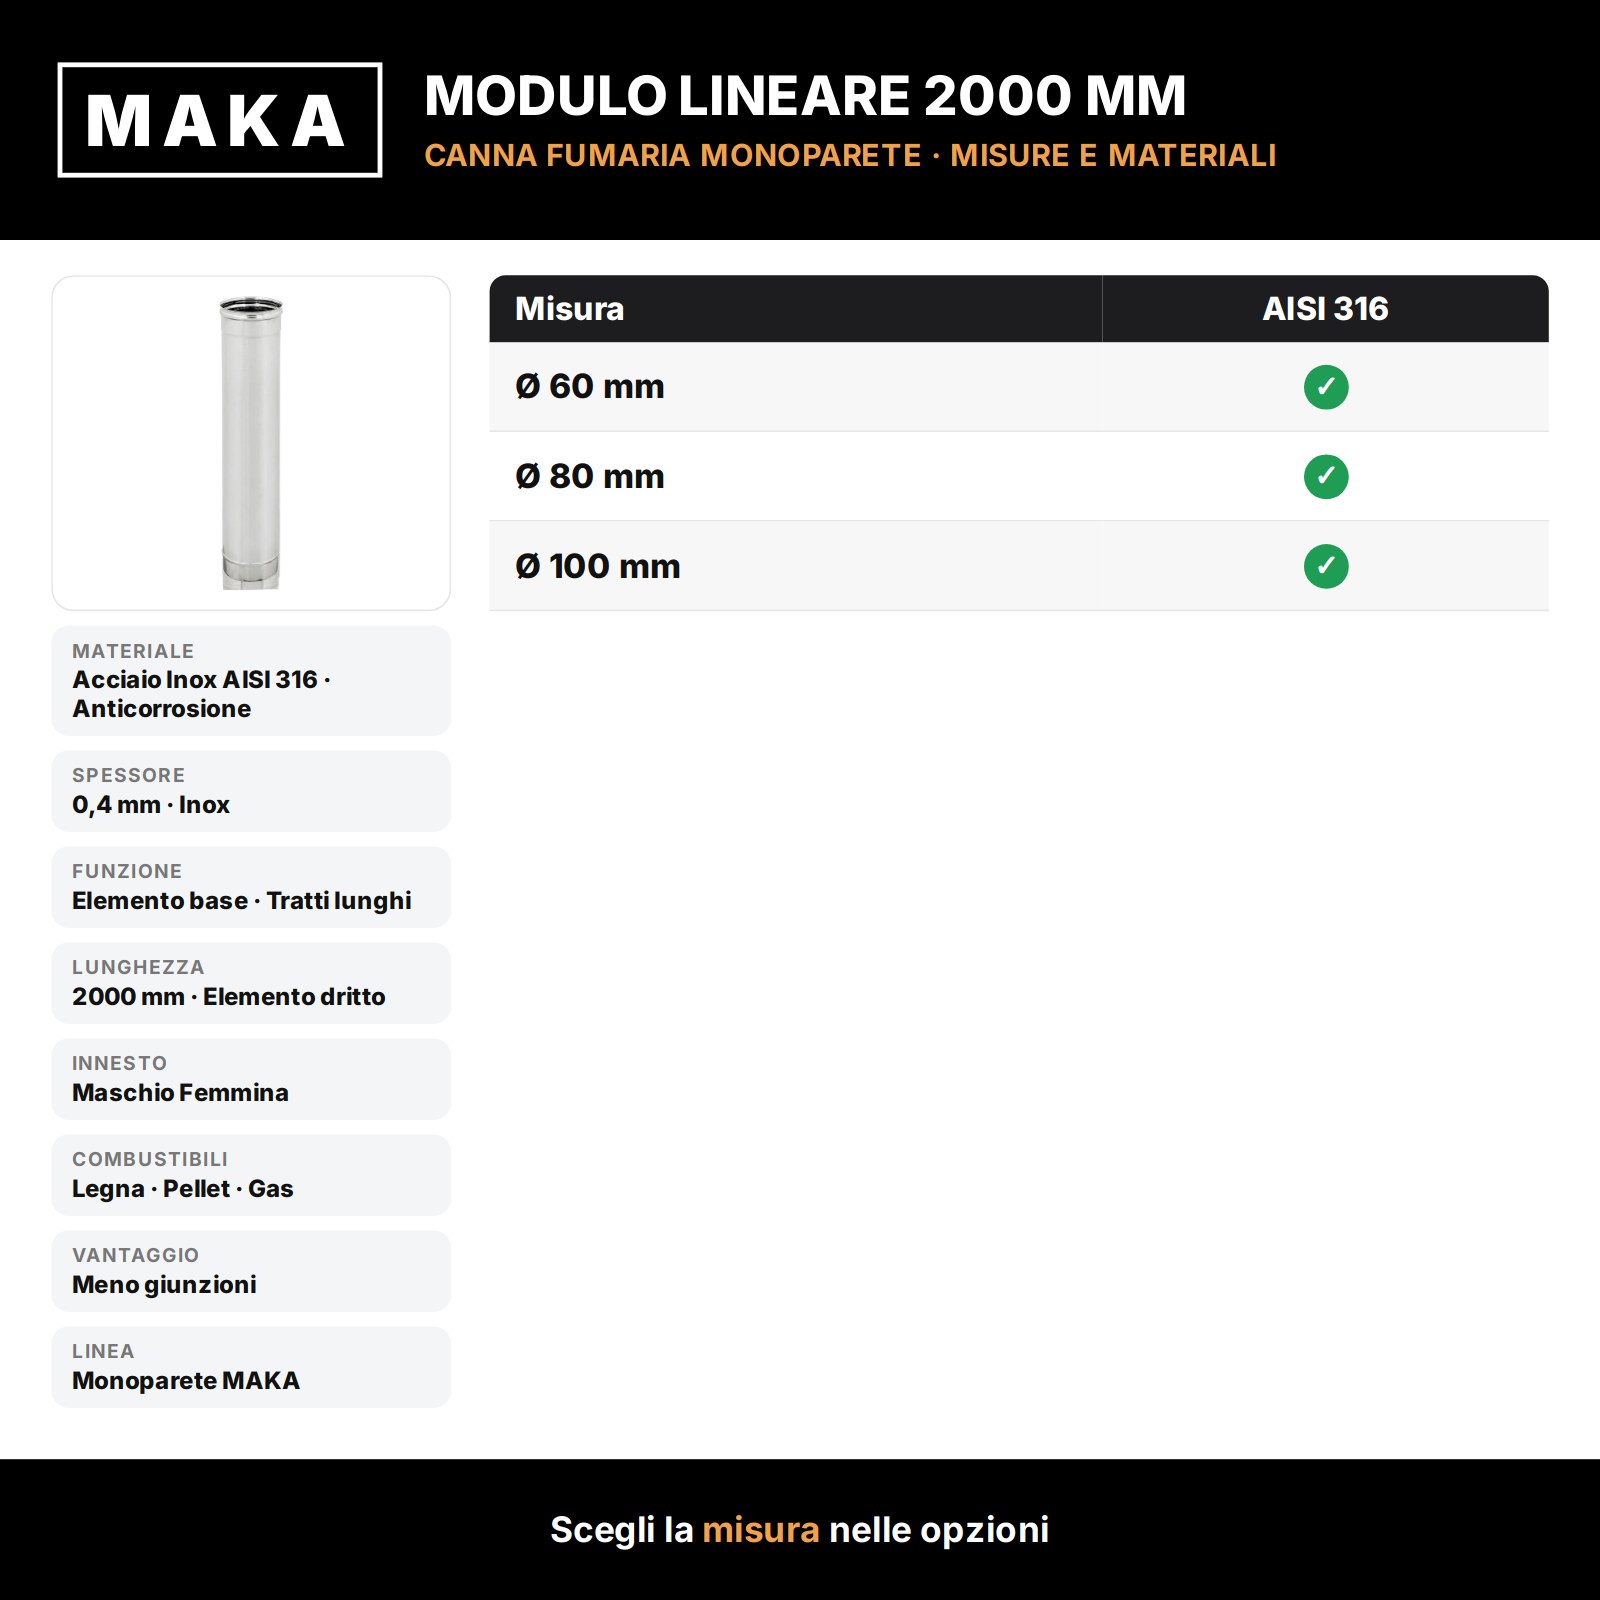 MAKA
MODULO LINEARE 2000 MM
CANNA FUMARIA MONOPARETE · MISURE E MATERIALI
Misura AISI 316
Ø 60 mm ✓
Ø 80 mm ✓
Ø 100 mm ✓
MATERIALE
Acciaio Inox AISI 316 ·
Anticorrosione
SPESSORE
0,4 mm · Inox
FUNZIONE
Elemento base · Tratti lunghi
LUNGHEZZA
2000 mm · Elemento dritto
INNESTO
Maschio Femmina
COMBUSTIBILI
Legna · Pellet · Gas
VANTAGGIO
Meno giunzioni
LINEA
Monoparete MAKA
Scegli la misura nelle opzioni